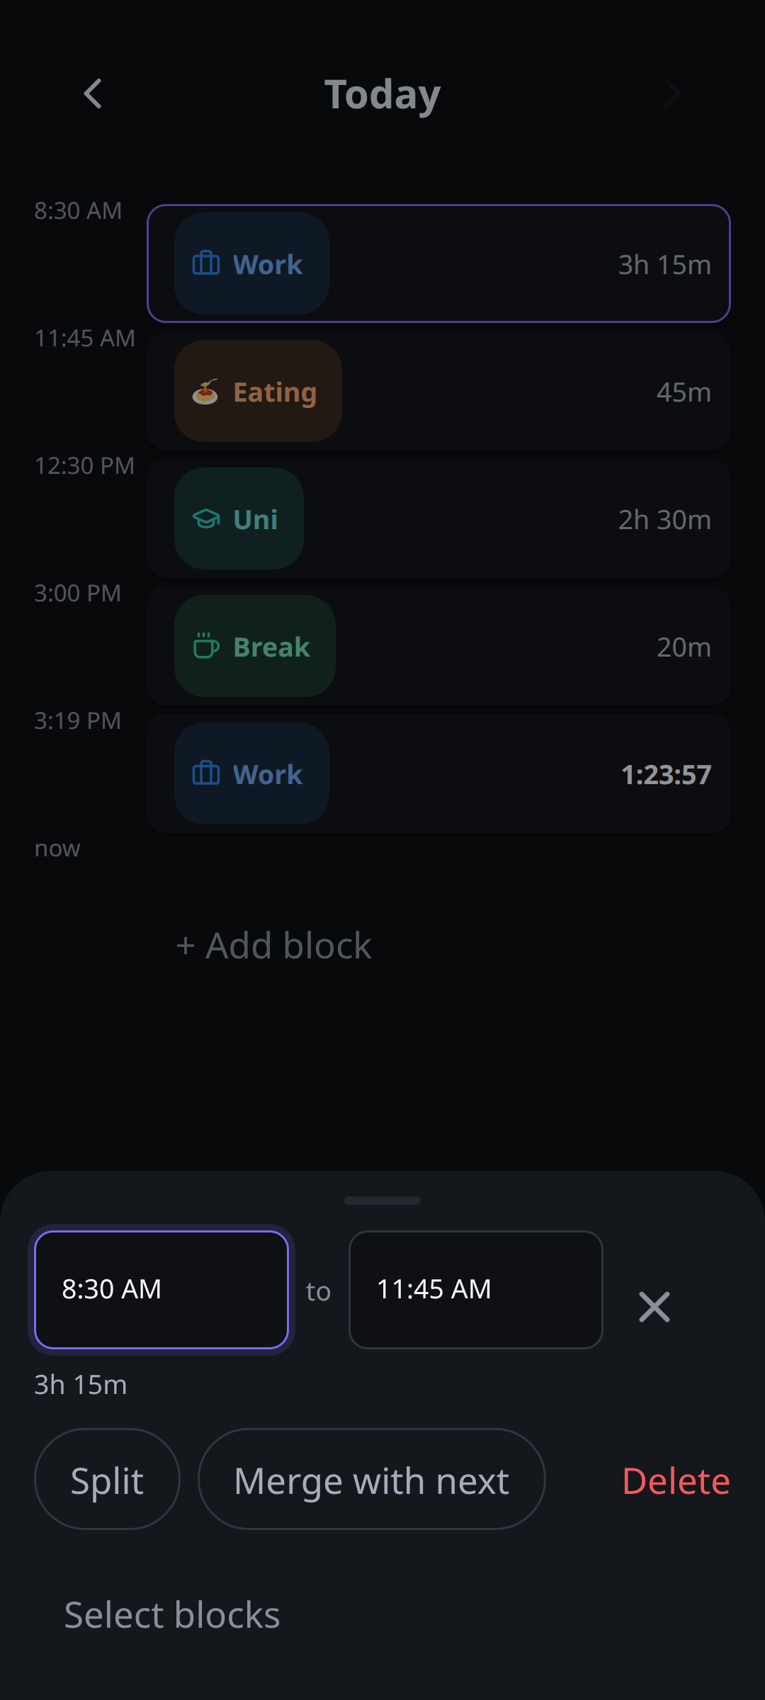 Today
8:30 AM
Work
3h 15m
11:45 AM
Eating
45m
12:30 PM
Uni
2h 30m
3:00 PM
Break
20m
3:19 PM
Work
1:23:57
now
+ Add block
8:30 AM to 11:45 AM
3h 15m
Split
Merge with next
Delete
Select blocks